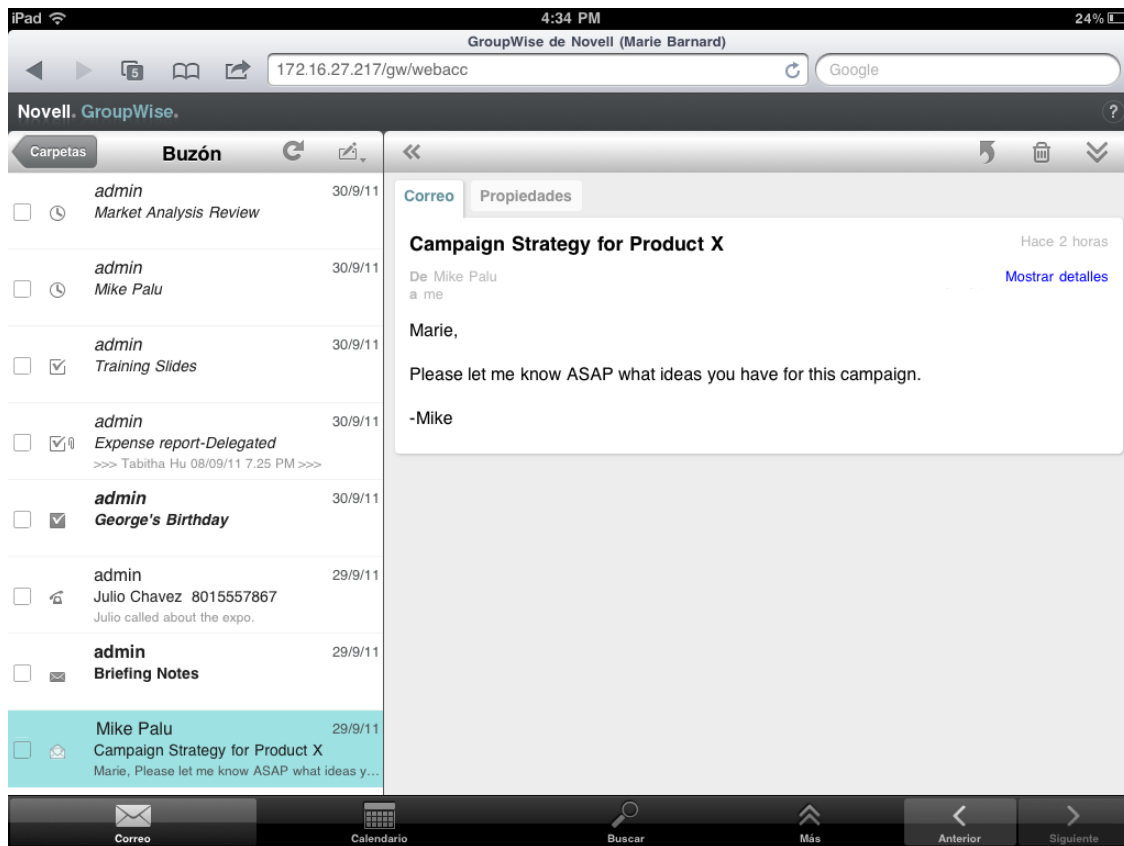 iPad 4:34 PM 24%
GroupWise de Novell (Marie Barnard)
5 172.16.27.217/gw/webacc Google
Novell. GroupWise. ?
Carpetas Buzón
admin 30/9/11
Market Analysis Review
admin 30/9/11
Mike Palu
admin 30/9/11
Training Slides
admin 30/9/11
Expense report-Delegated
>>> Tabitha Hu 08/09/11 7.25 PM >>>
admin 30/9/11
George's Birthday
admin 29/9/11
Julio Chavez 8015557867
Julio called about the expo.
admin 29/9/11
Briefing Notes
Mike Palu 29/9/11
Campaign Strategy for Product X
Marie, Please let me know ASAP what ideas y...
Correo Propiedades
Campaign Strategy for Product X Hace 2 horas
De Mike Palu Mostrar detalles
a me
Marie,
Please let me know ASAP what ideas you have for this campaign.
-Mike
Correo Calendario Buscar Más Anterior Siguiente